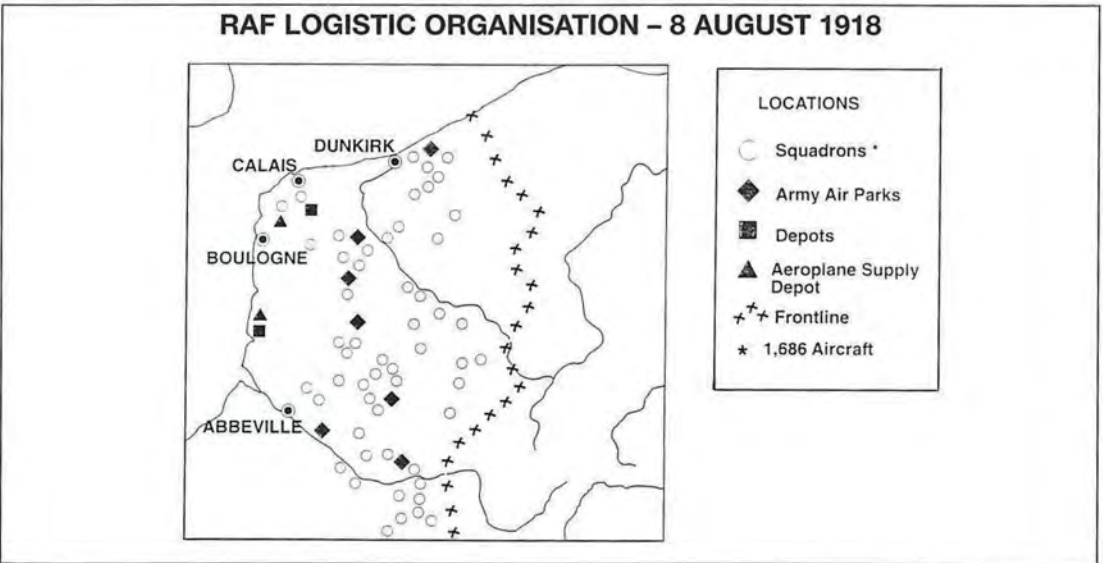 RAF LOGISTIC ORGANISATION – 8 AUGUST 1918
DUNKIRK
CALAIS
BOULOGNE
ABBEVILLE
LOCATIONS
Squadrons *
Army Air Parks
Depots
Aeroplane Supply
Depot
Frontline
* 1,686 Aircraft